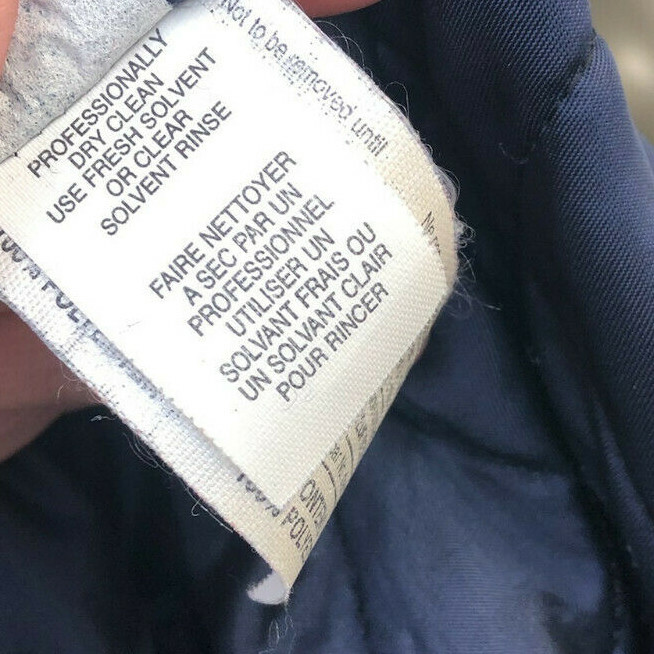 Not to be removed until
PROFESSIONALLY
DRY CLEAN
USE FRESH SOLVENT
OR CLEAR
SOLVENT RINSE
FAIRE NETTOYER
A SEC PAR UN
PROFESSIONNEL
UTILISER UN
SOLVANT FRAIS OU
UN SOLVANT CLAIR
POUR RINCER
100%